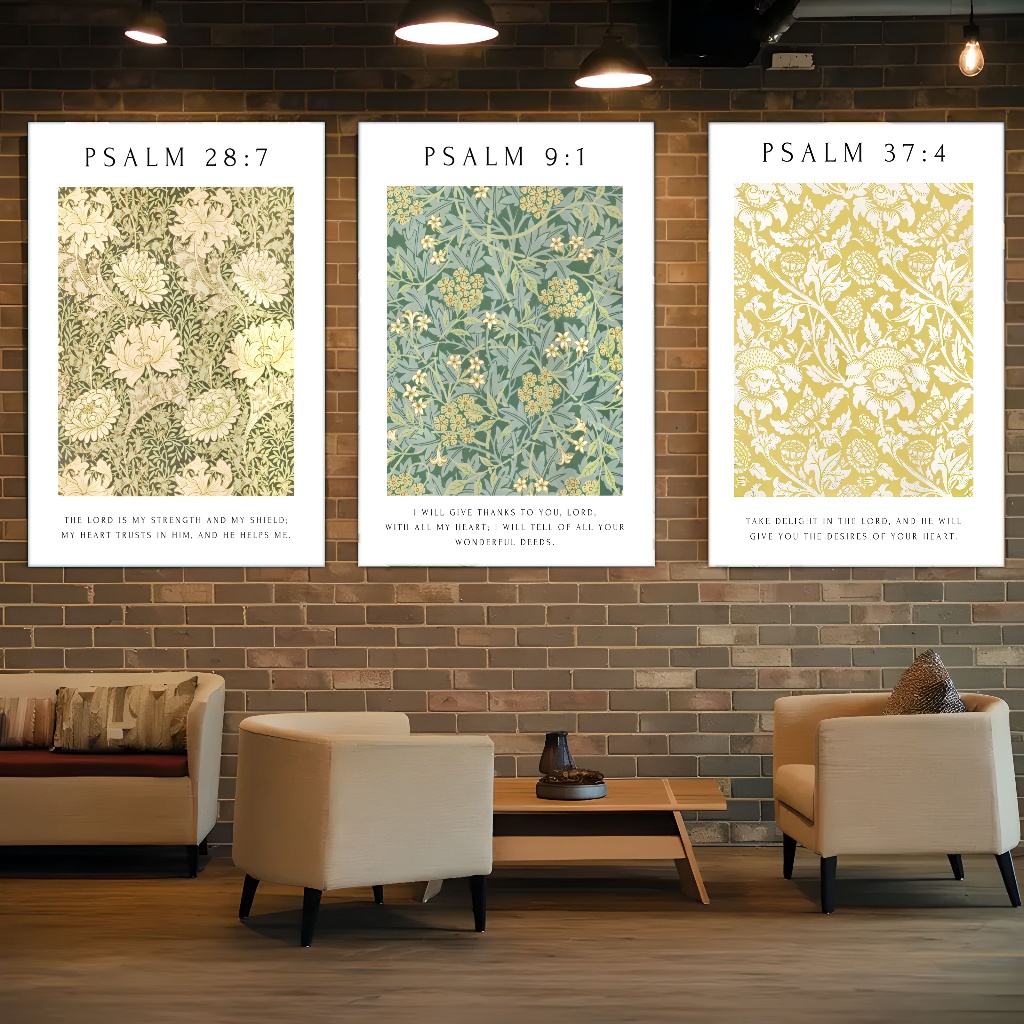 PSALM 28:7
THE LORD IS MY STRENGTH AND MY SHIELD;
MY HEART TRUSTS IN HIM, AND HE HELPS ME.
PSALM 9:1
I WILL GIVE THANKS TO YOU, LORD,
WITH ALL MY HEART; I WILL TELL OF ALL YOUR
WONDERFUL DEEDS.
PSALM 37:4
TAKE DELIGHT IN THE LORD, AND HE WILL
GIVE YOU THE DESIRES OF YOUR HEART.